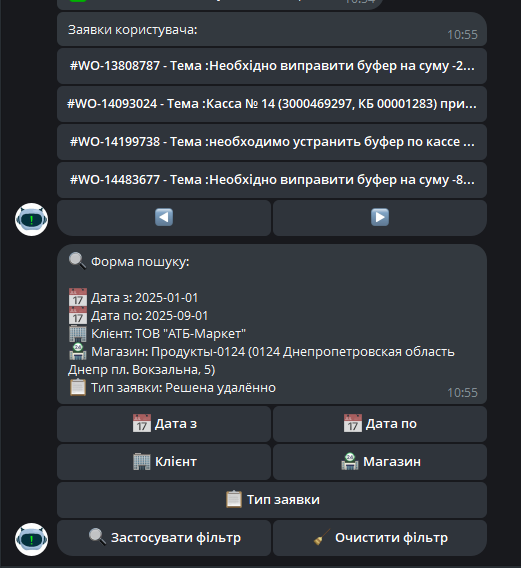 Заявки користувача:
10:55
#WO-13808787 - Тема :Необхідно виправити буфер на суму -2...
#WO-14093024 - Тема :Касса № 14 (3000469297, КБ 00001283) при...
#WO-14199738 - Тема :необходимо устранить буфер по кассе ...
#WO-14483677 - Тема :Необхідно виправити буфер на суму -8...
Форма пошуку:
Дата з: 2025-01-01
Дата по: 2025-09-01
Клієнт: ТОВ "АТБ-Маркет"
Магазин: Продукты-0124 (0124 Днепропетровская область
Днепр пл. Вокзальна, 5)
Тип заявки: Решена удалённо
10:55
Дата з
Дата по
Клієнт
Магазин
Тип заявки
Застосувати фільтр
Очистити фільтр